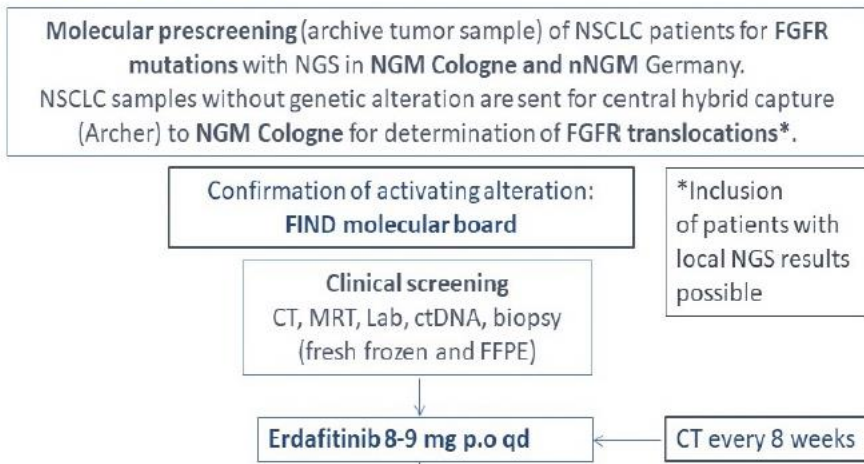 Molecular prescreening (archive tumor sample) of NSCLC patients for FGFR
mutations with NGS in NGM Cologne and nNGM Germany.
NSCLC samples without genetic alteration are sent for central hybrid capture
(Archer) to NGM Cologne for determination of FGFR translocations*.
Confirmation of activating alteration:
FIND molecular board
*Inclusion
of patients with
local NGS results
possible
Clinical screening
CT, MRT, Lab, ctDNA, biopsy
(fresh frozen and FFPE)
Erdafitinib 8-9 mg p.o qd
CT every 8 weeks